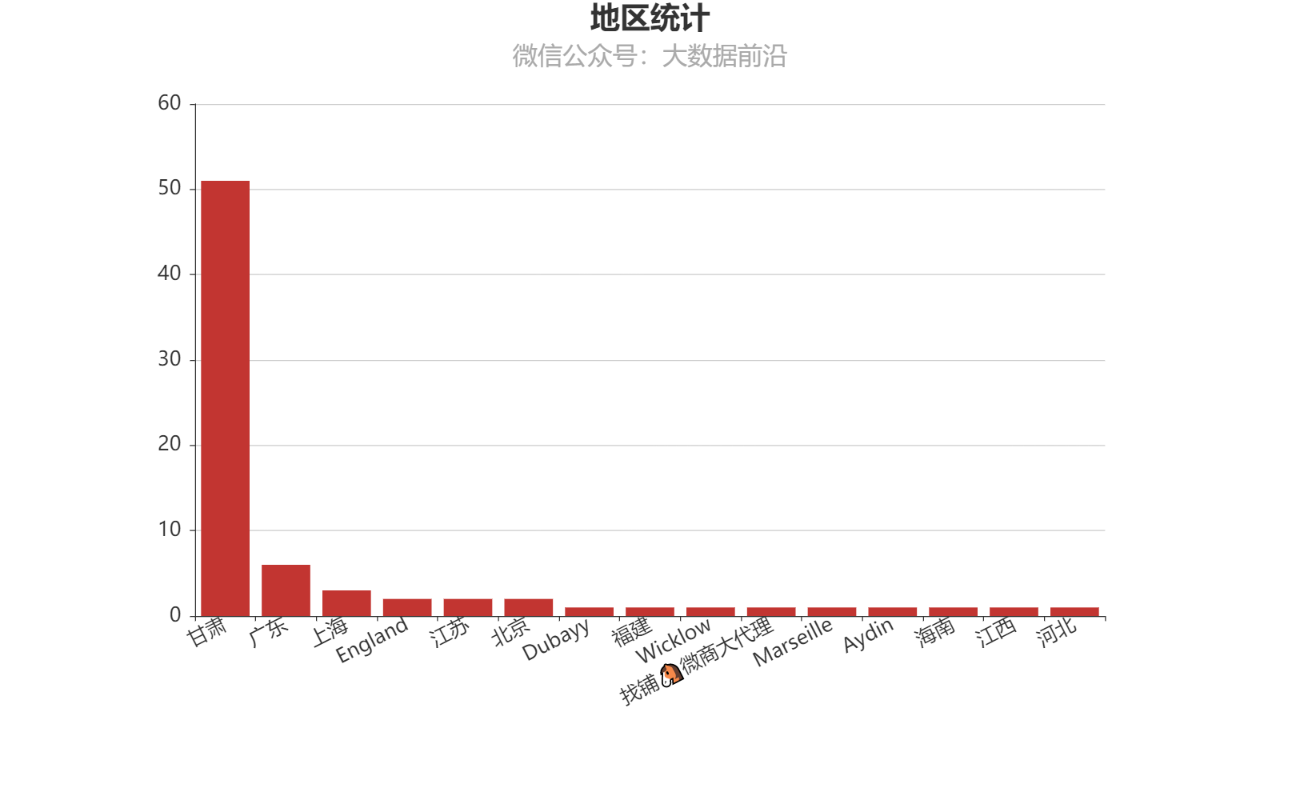 地区统计
微信公众号：大数据前沿
60
50
40
30
20
10
0
甘肃
广东
上海
England
江苏
北京
Dubayy
福建
Wicklow
找铺🐴微商大代理
Marseille
Aydin
海南
江西
河北